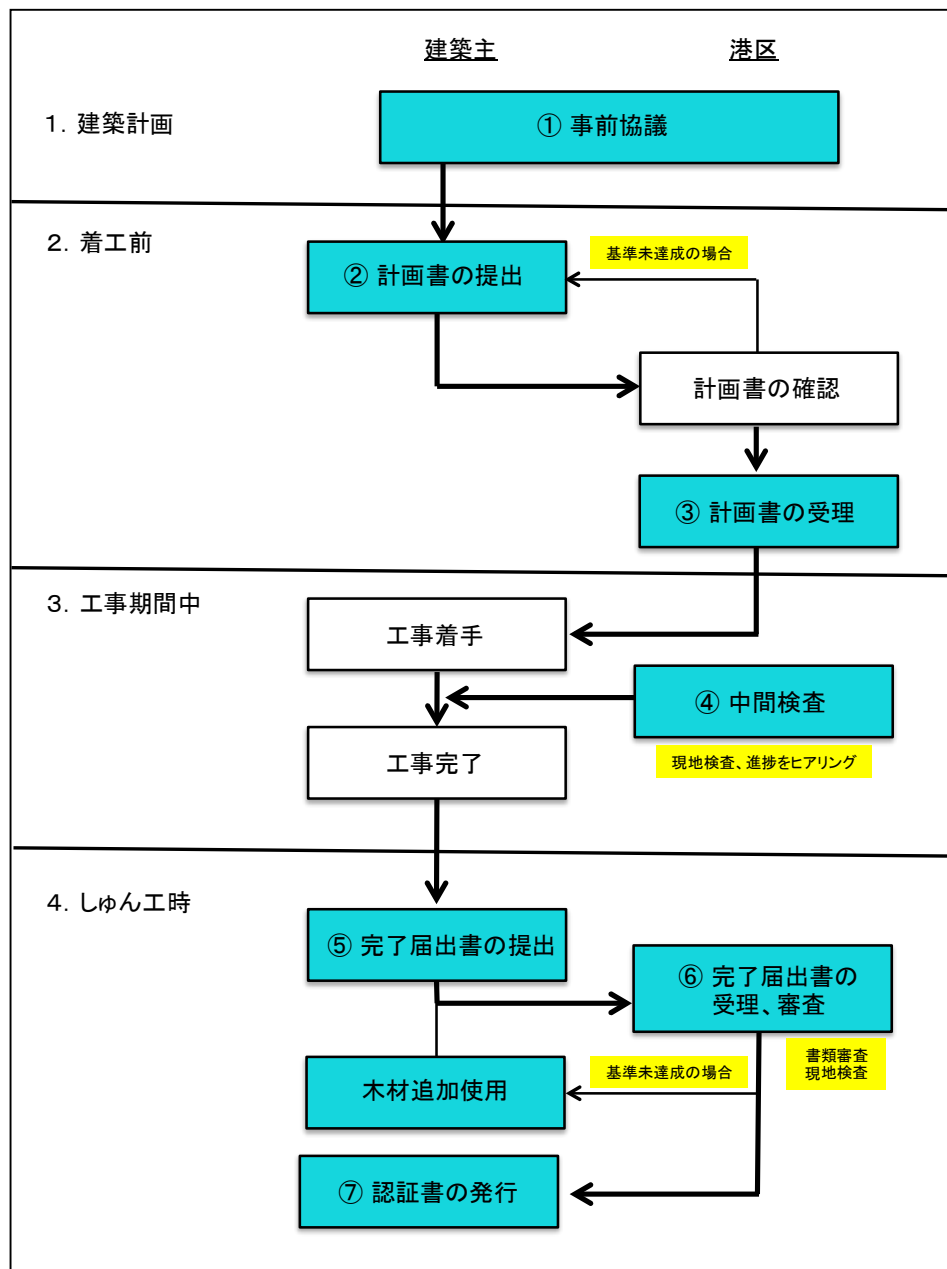 建築主
港区
1．建築計画
① 事前協議
2．着工前
② 計画書の提出
基準未達成の場合
計画書の確認
③ 計画書の受理
3．工事期間中
工事着手
④ 中間検査
現地検査、進捗をヒアリング
工事完了
4．しゅん工時
⑤ 完了届出書の提出
⑥ 完了届出書の
受理、審査
書類審査
現地検査
基準未達成の場合
木材追加使用
⑦ 認証書の発行